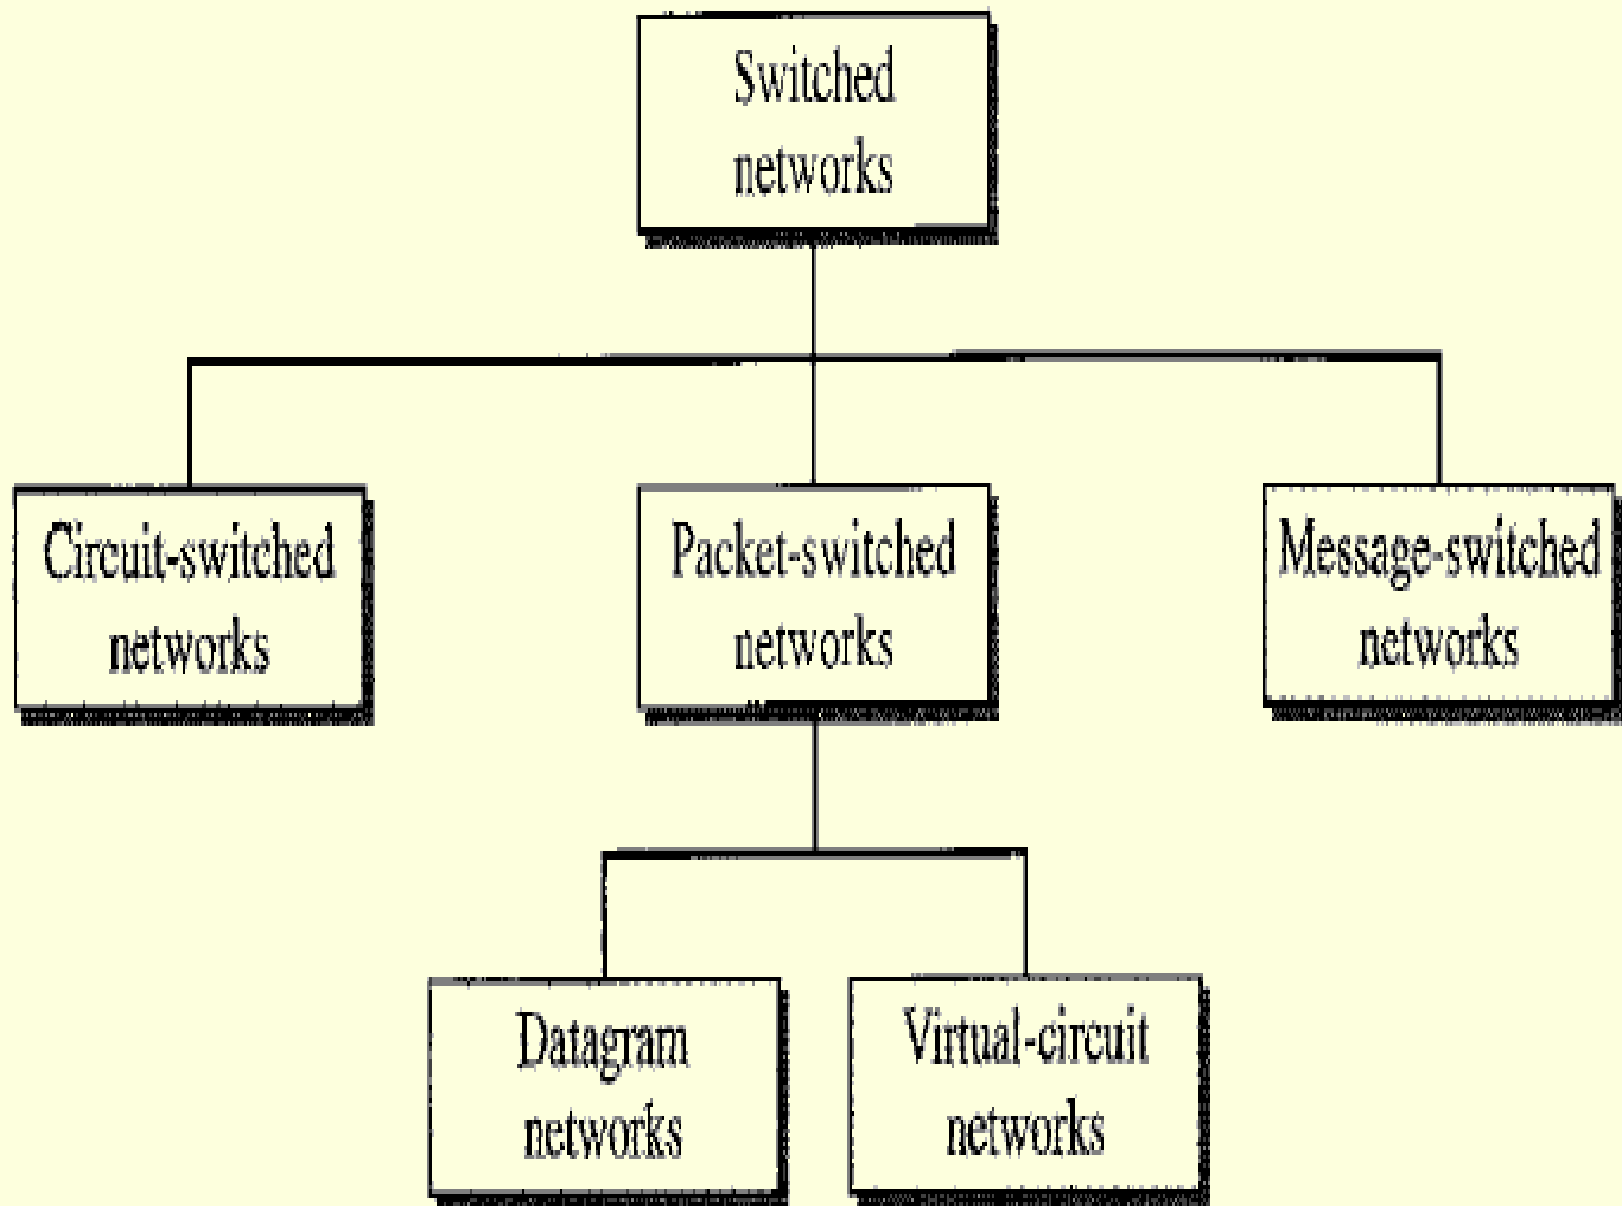 Switched
networks
Circuit-switched
networks
Packet-switched
networks
Message-switched
networks
Datagram
networks
Virtual-circuit
networks